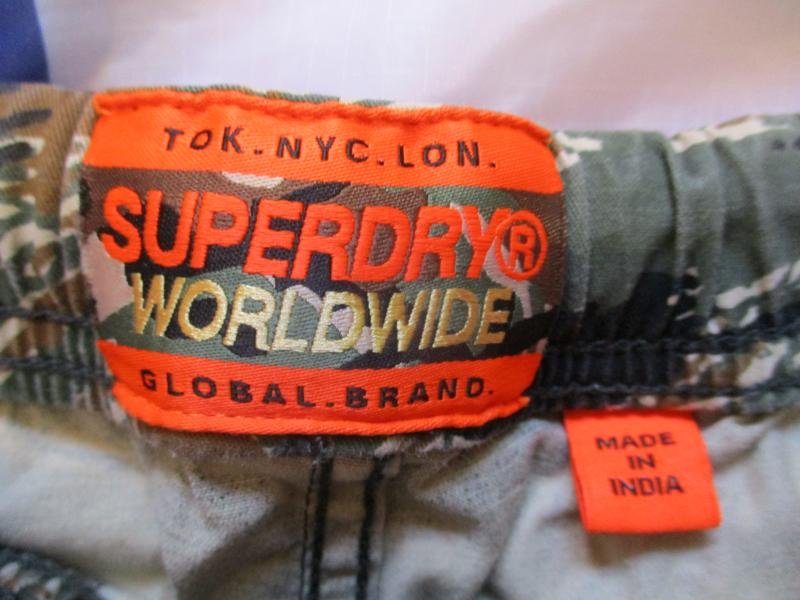 TOK.NYC.LON.
SUPERDRY®
WORLDWIDE
GLOBAL.BRAND.
MADE
IN
INDIA